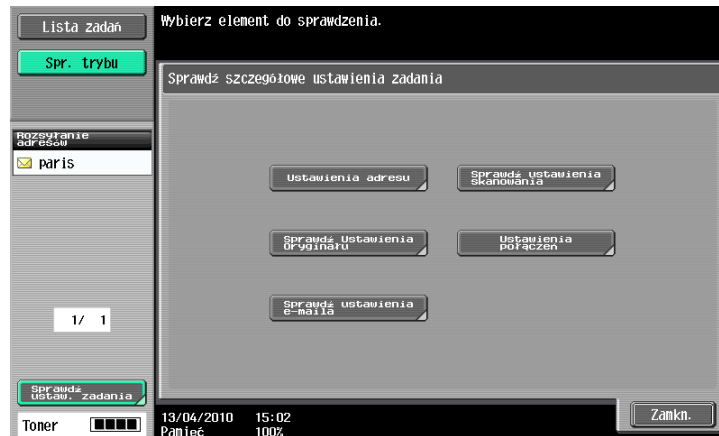 Lista zadań
Wybierz element do sprawdzenia.
Spr. trybu
Sprawdź szczegółowe ustawienia zadania
Rozsyłanie
adresów
paris
Ustawienia adresu
Sprawdź ustawienia
skanowania
Sprawdź Ustawienia
Oryginału
Ustawienia
połączeń
Sprawdź ustawienia
e-maila
1/ 1
Sprawdź
ustaw. zadania
Toner
13/04/2010 15:02
Pamięć 100%
Zamkn.